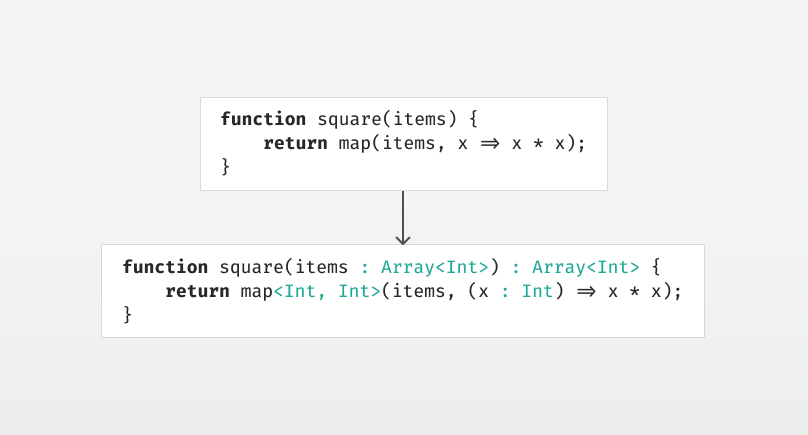 function square(items) {
    return map(items, x => x * x);
}
function square(items : Array<Int>) : Array<Int> {
    return map<Int, Int>(items, (x : Int) => x * x);
}